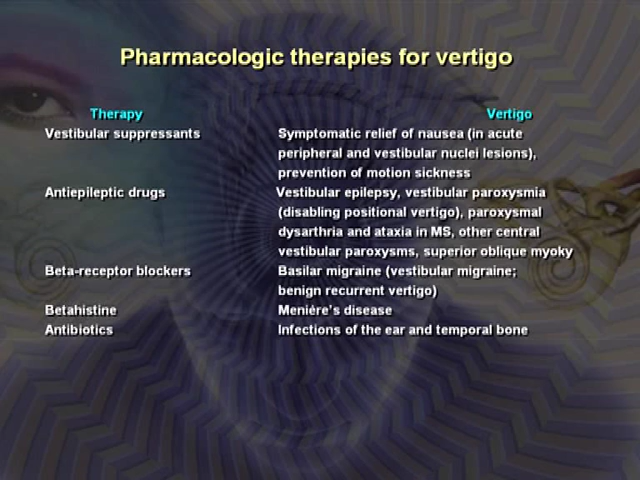 Pharmacologic therapies for vertigo
Therapy Vertigo
Vestibular suppressants Symptomatic relief of nausea (in acute
peripheral and vestibular nuclei lesions),
prevention of motion sickness
Antiepileptic drugs Vestibular epilepsy, vestibular paroxysmia
(disabling positional vertigo), paroxysmal
dysarthria and ataxia in MS, other central
vestibular paroxysms, superior oblique myoky
Beta-receptor blockers Basilar migraine (vestibular migraine;
benign recurrent vertigo)
Betahistine Menière's disease
Antibiotics Infections of the ear and temporal bone